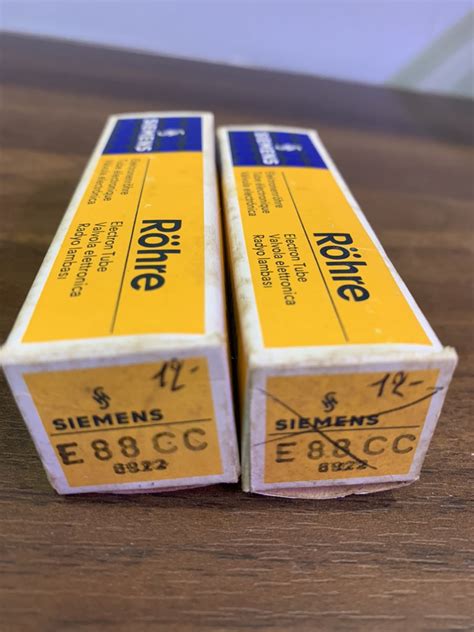 SIEMENS
Elektronenröhre
Tube électronique
Válvula electrónica
Röhre
Electron Tube
Valvola elettronica
Radyo lambası
12-
SIEMENS
E88CC
6922
SIEMENS
Elektronenröhre
Tube électronique
Válvula electrónica
Röhre
Electron Tube
Valvola elettronica
Radyo lambası
12-
SIEMENS
E88CC
6922